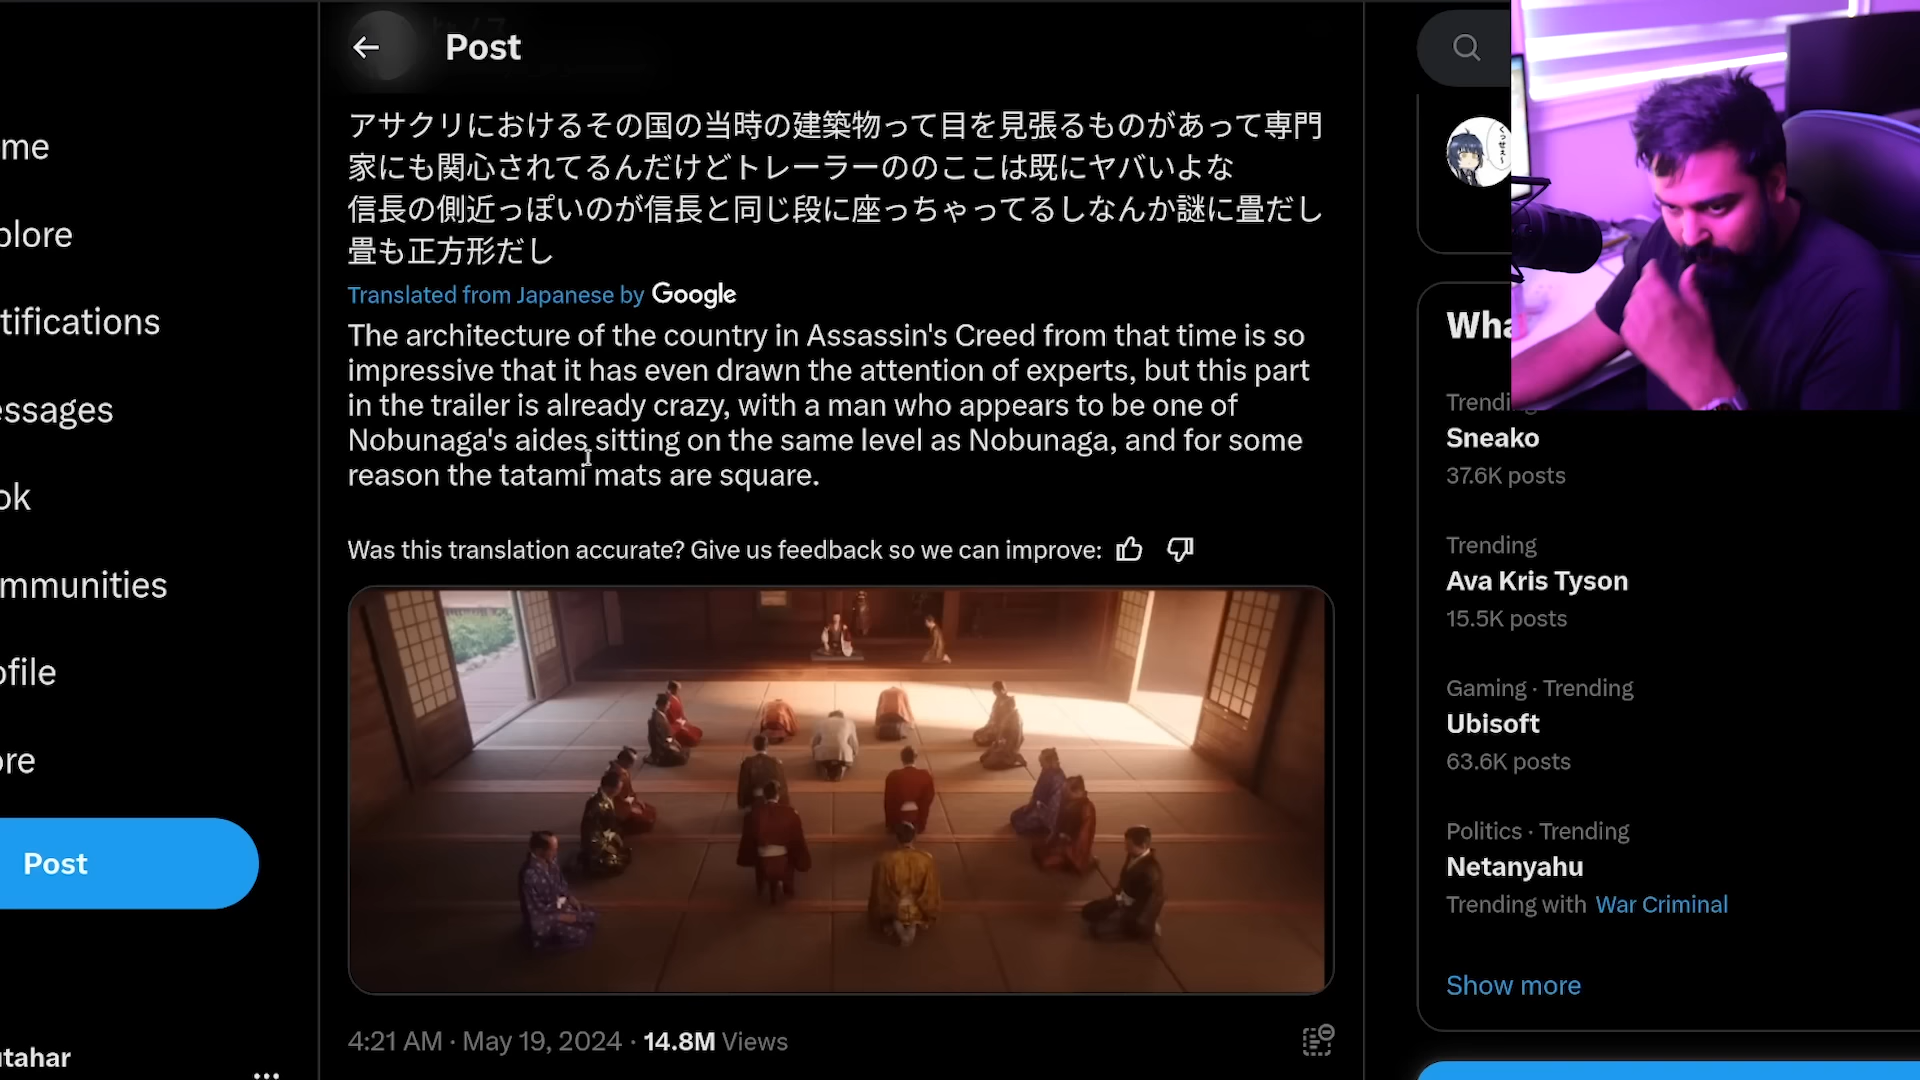 Post
アサクリにおけるその国の当時の建築物って目を見張るものがあって専門
家にも関心されてるんだけどトレーラーののここは既にヤバいよな
信長の側近っぽいのが信長と同じ段に座っちゃってるしなんか謎に畳だし
畳も正方形だし
Translated from Japanese by Google
The architecture of the country in Assassin's Creed from that time is so
impressive that it has even drawn the attention of experts, but this part
in the trailer is already crazy, with a man who appears to be one of
Nobunaga's aides sitting on the same level as Nobunaga, and for some
reason the tatami mats are square.
Was this translation accurate? Give us feedback so we can improve:
4:21 AM · May 19, 2024 · 14.8M Views
me
plore
tifications
essages
ok
mmunities
ofile
ore
Post
utahar
Wha
Trending
Sneako
37.6K posts
Trending
Ava Kris Tyson
15.5K posts
Gaming · Trending
Ubisoft
63.6K posts
Politics · Trending
Netanyahu
Trending with War Criminal
Show more